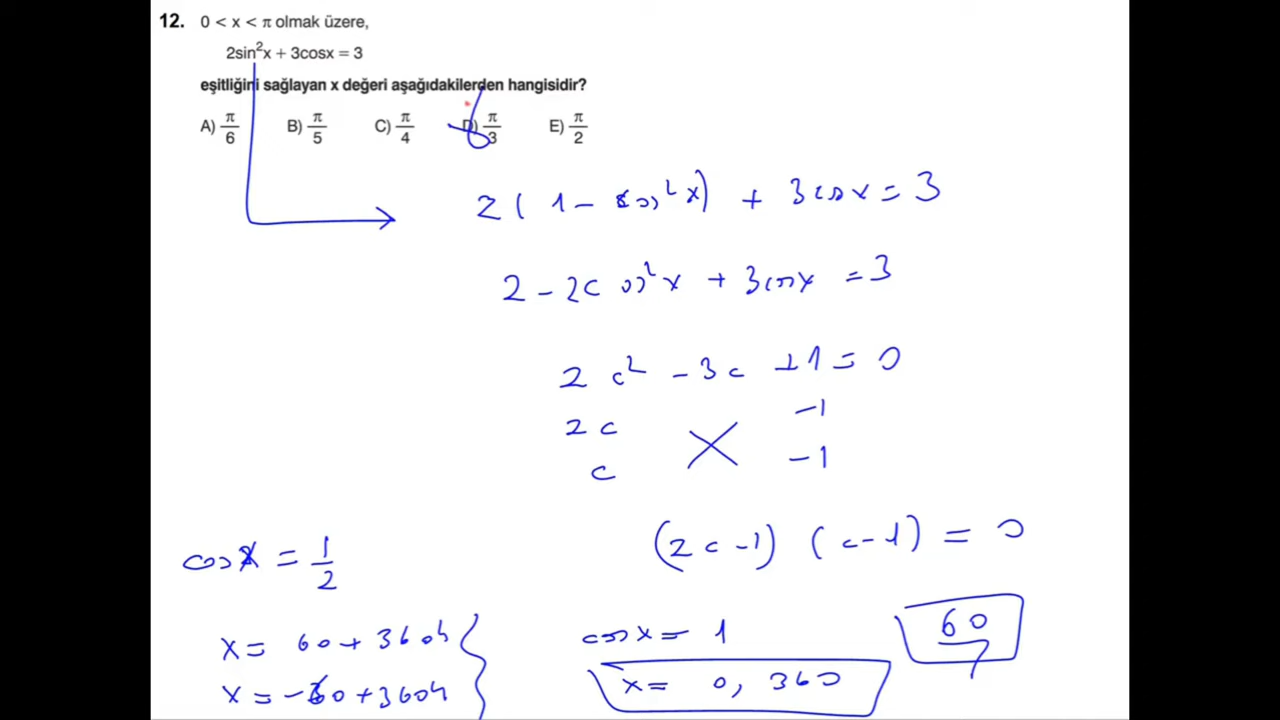 12. 0 < x < π olmak üzere,
2sin²x + 3cosx = 3
eşitliğini sağlayan x değeri aşağıdakilerden hangisidir?
A) π/6 B) π/5 C) π/4 D) π/3 E) π/2
2(1 - cos²x) + 3cosx = 3
2 - 2cos²x + 3cosx = 3
2c² - 3c + 1 = 0
2c -1
c -1
(2c - 1) (c - 1) = 0
cosx = 1/2
x = 60 + 360k
x = -60 + 360k
cosx = 1
x = 0, 360
60